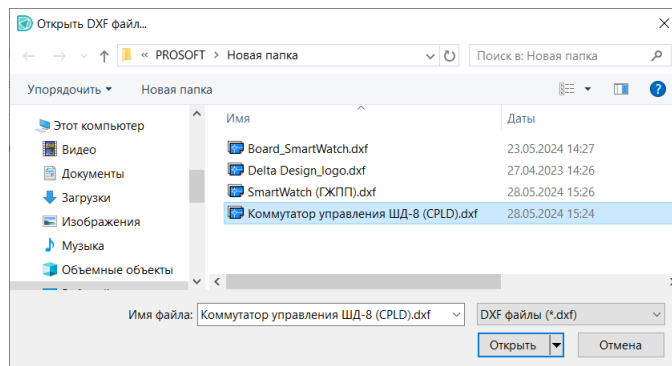 Открыть DXF файл...
« PROSOFT > Новая папка
Поиск в: Новая папка
Упорядочить Новая папка
Имя Даты
Этот компьютер
Видео
Документы
Загрузки
Изображения
Музыка
Объемные объекты
Board_SmartWatch.dxf 23.05.2024 14:27
Delta Design_logo.dxf 27.04.2023 14:26
SmartWatch (ГЖПП).dxf 28.05.2024 15:26
Коммутатор управления ШД-8 (CPLD).dxf 28.05.2024 15:24
Имя файла: Коммутатор управления ШД-8 (CPLD).dxf DXF файлы (*.dxf)
Открыть Отмена